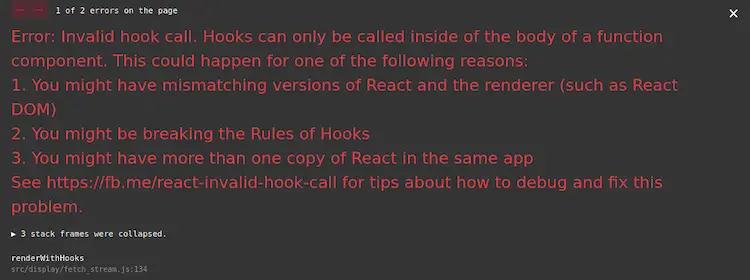 ← → 1 of 2 errors on the page ×
Error: Invalid hook call. Hooks can only be called inside of the body of a function
component. This could happen for one of the following reasons:
1. You might have mismatching versions of React and the renderer (such as React
DOM)
2. You might be breaking the Rules of Hooks
3. You might have more than one copy of React in the same app
See https://fb.me/react-invalid-hook-call for tips about how to debug and fix this
problem.
▶ 3 stack frames were collapsed.
renderWithHooks
src/display/fetch_stream.js:134